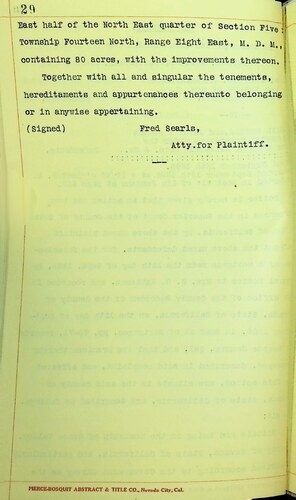 29
East half of the North East quarter of Section Five :
Township Fourteen North, Range Eight East, M. D. M.,
containing 80 acres, with the improvements thereon.
Together with all and singular the tenements,
hereditaments and appurtenances thereunto belonging
or in anywise appertaining.
(Signed) Fred Searls,
Atty.for Plaintiff.
PIERCE-BOSQUIT ABSTRACT & TITLE CO., Nevada City, Cal.